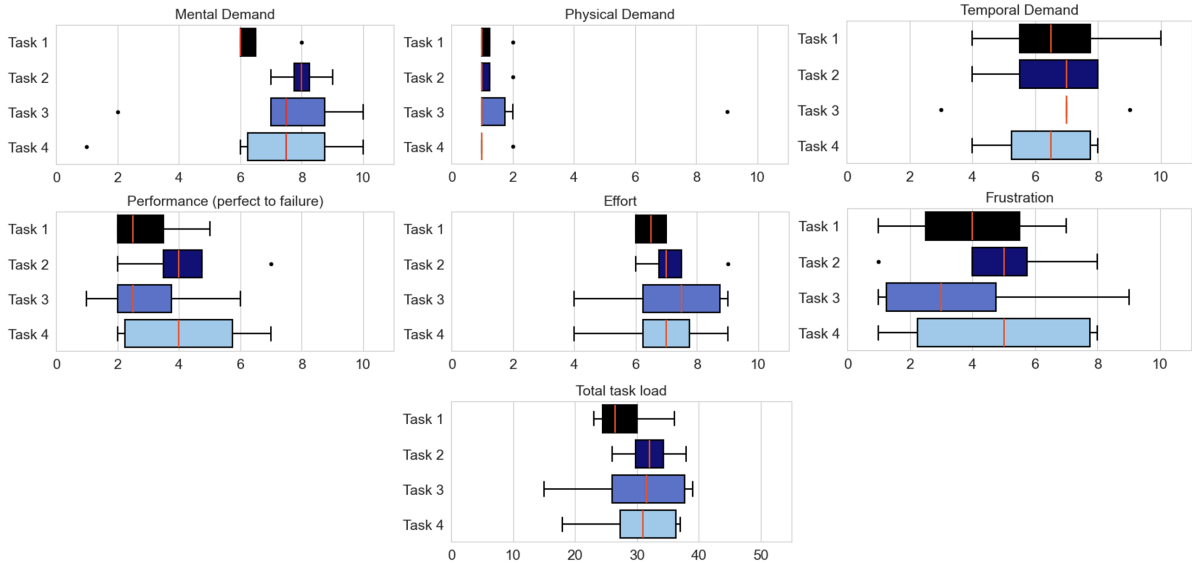 Mental Demand
Task 1
Task 2
Task 3
Task 4
0 2 4 6 8 10
Physical Demand
Task 1
Task 2
Task 3
Task 4
0 2 4 6 8 10
Temporal Demand
Task 1
Task 2
Task 3
Task 4
0 2 4 6 8 10
Performance (perfect to failure)
Task 1
Task 2
Task 3
Task 4
0 2 4 6 8 10
Effort
Task 1
Task 2
Task 3
Task 4
0 2 4 6 8 10
Frustration
Task 1
Task 2
Task 3
Task 4
0 2 4 6 8 10
Total task load
Task 1
Task 2
Task 3
Task 4
0 10 20 30 40 50